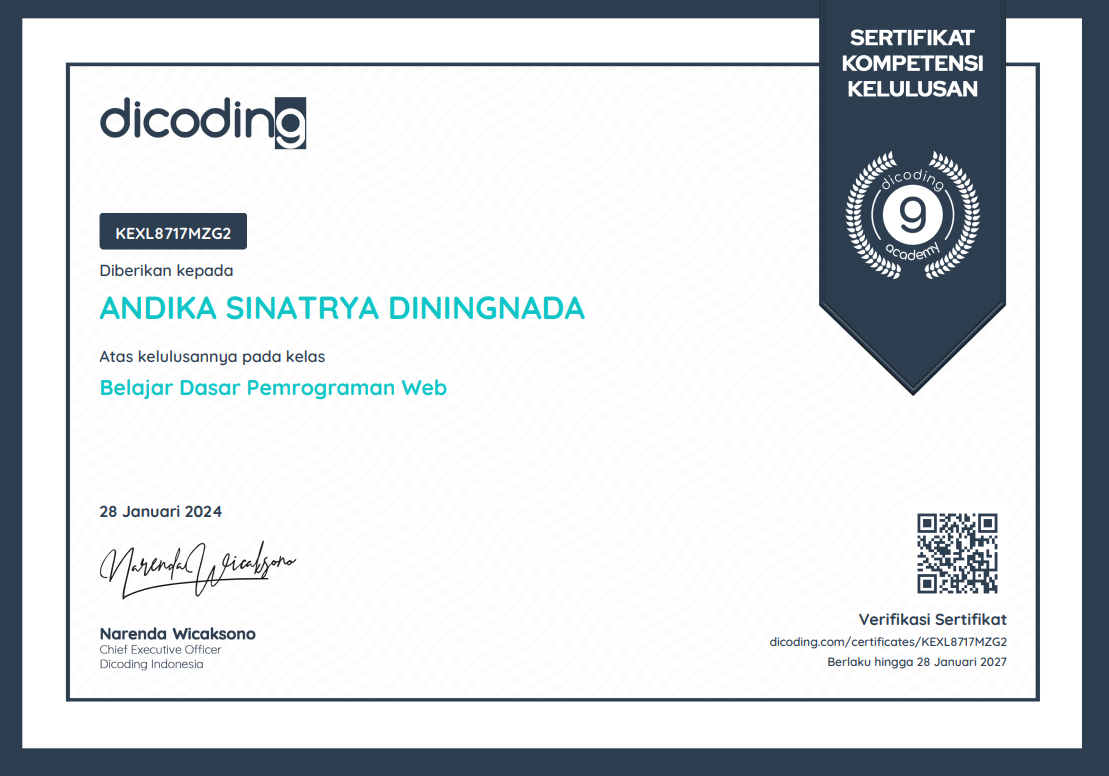 SERTIFIKAT
KOMPETENSI
KELULUSAN
dicoding
dicoding
g
academy
KEXL8717MZG2
Diberikan kepada
ANDIKA SINATRYA DININGNADA
Atas kelulusannya pada kelas
Belajar Dasar Pemrograman Web
28 Januari 2024
Narenda Wicaksono
Narenda Wicaksono
Chief Executive Officer
Dicoding Indonesia
Verifikasi Sertifikat
dicoding.com/certificates/KEXL8717MZG2
Berlaku hingga 28 Januari 2027